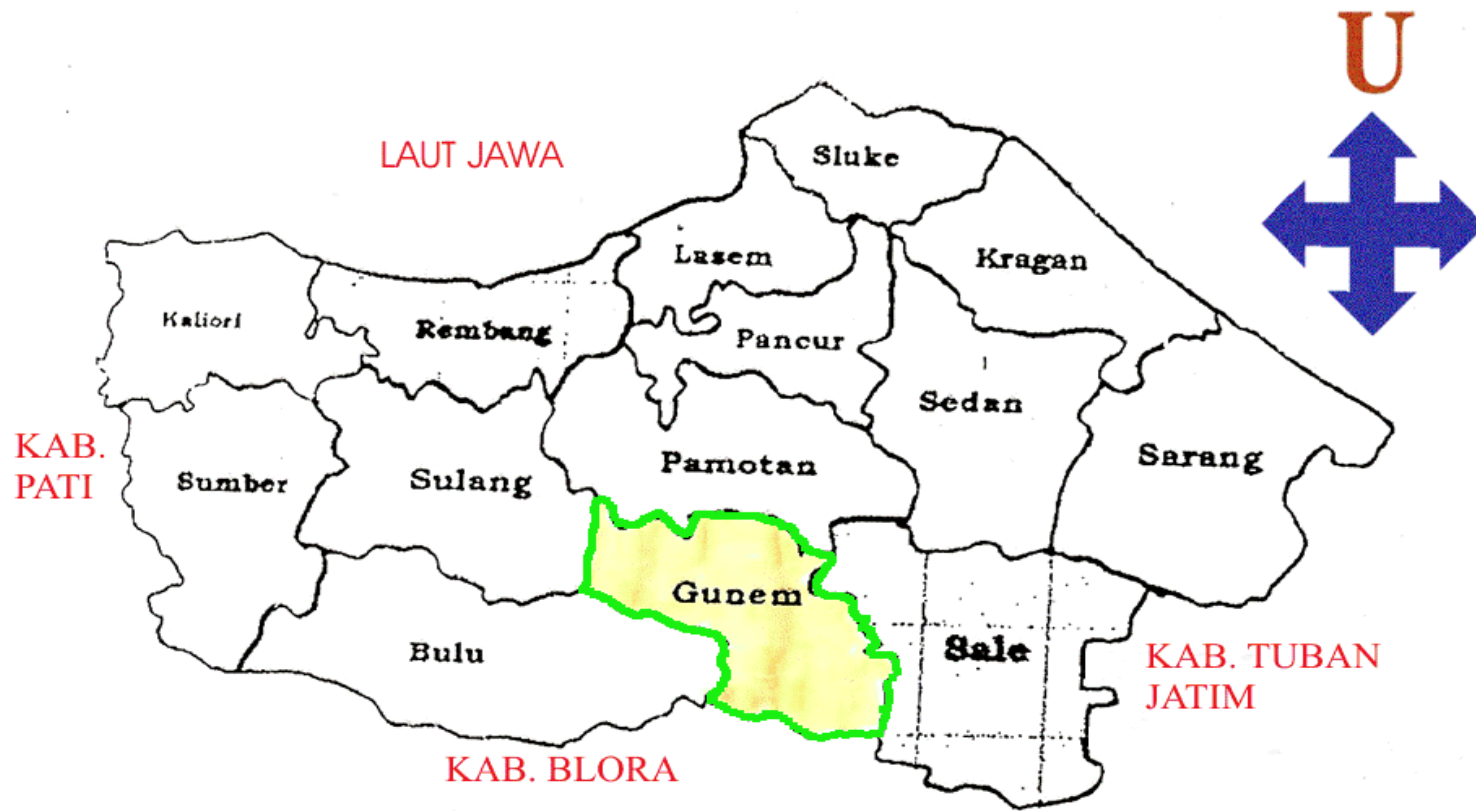 U
LAUT JAWA
Sluke
Lasem
Kragan
Kaliori
Rembang
Pancur
Sedan
KAB.
PATI
Sumber
Sulang
Pamotan
Sarang
Gunem
Bulu
Sale
KAB. TUBAN
JATIM
KAB. BLORA